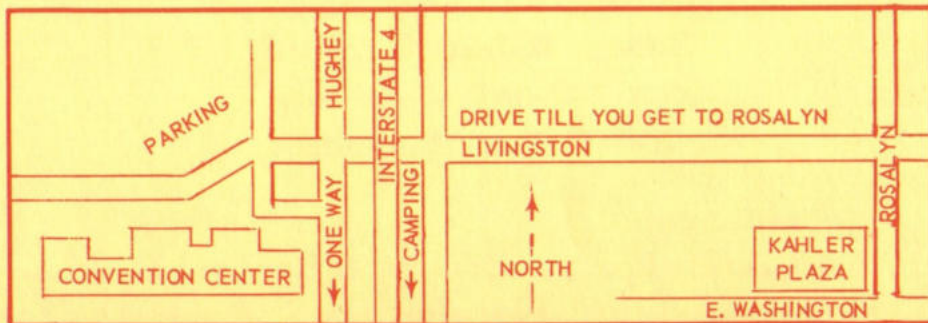 HUGHEY
INTERSTATE 4
PARKING
DRIVE TILL YOU GET TO ROSALYN
LIVINGSTON
ROSALYN
ONE WAY
CAMPING
NORTH
CONVENTION CENTER
KAHLER
PLAZA
E. WASHINGTON